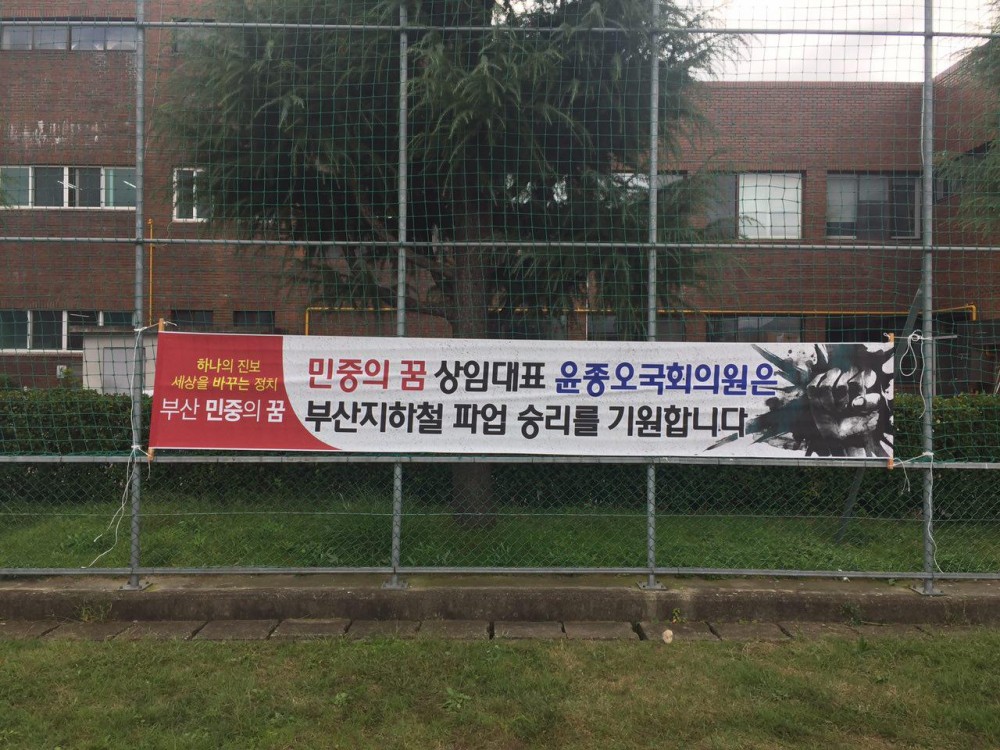 하나의 진보
세상을 바꾸는 정치
부산 민중의 꿈
민중의 꿈 상임대표 윤종오국회의원은
부산지하철 파업 승리를 기원합니다